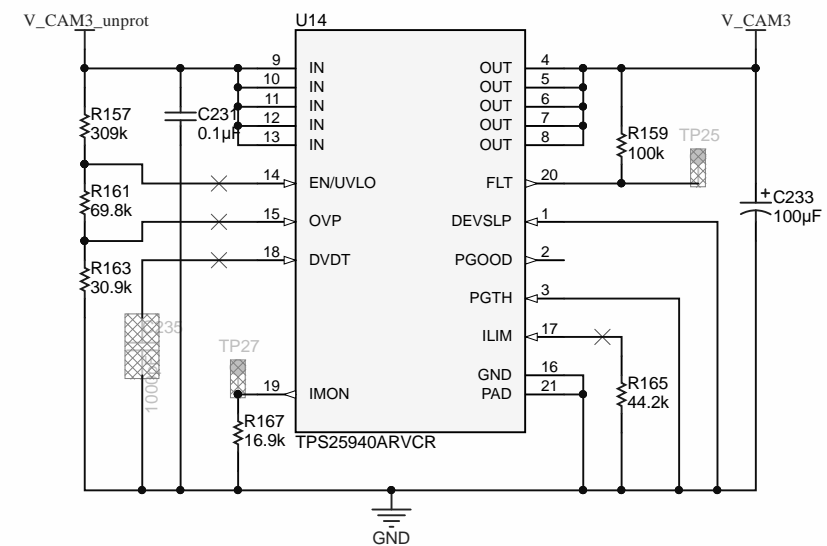 V_CAM3_unprot
U14
V_CAM3
9 IN OUT 4
10 IN OUT 5
11 IN OUT 6
12 IN OUT 7
13 IN OUT 8
R157
309k
C231
0.1µF
R159
100k
TP25
14 EN/UVLO FLT 20
R161
69.8k
C233
100µF
+
15 OVP DEVSLP 1
18 DVDT PGOOD 2
R163
30.9k
PGTH 3
C235
1000pF
ILIM 17
TP27
GND 16
19 IMON PAD 21
R165
44.2k
R167
16.9k
TPS25940ARVCR
GND